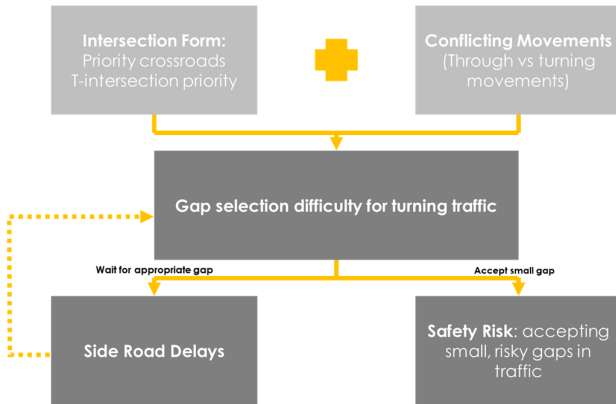 Intersection Form:
Priority crossroads
T-intersection priority
Conflicting Movements
(Through vs turning
movements)
Gap selection difficulty for turning traffic
Wait for appropriate gap
Accept small gap
Side Road Delays
Safety Risk: accepting
small, risky gaps in
traffic